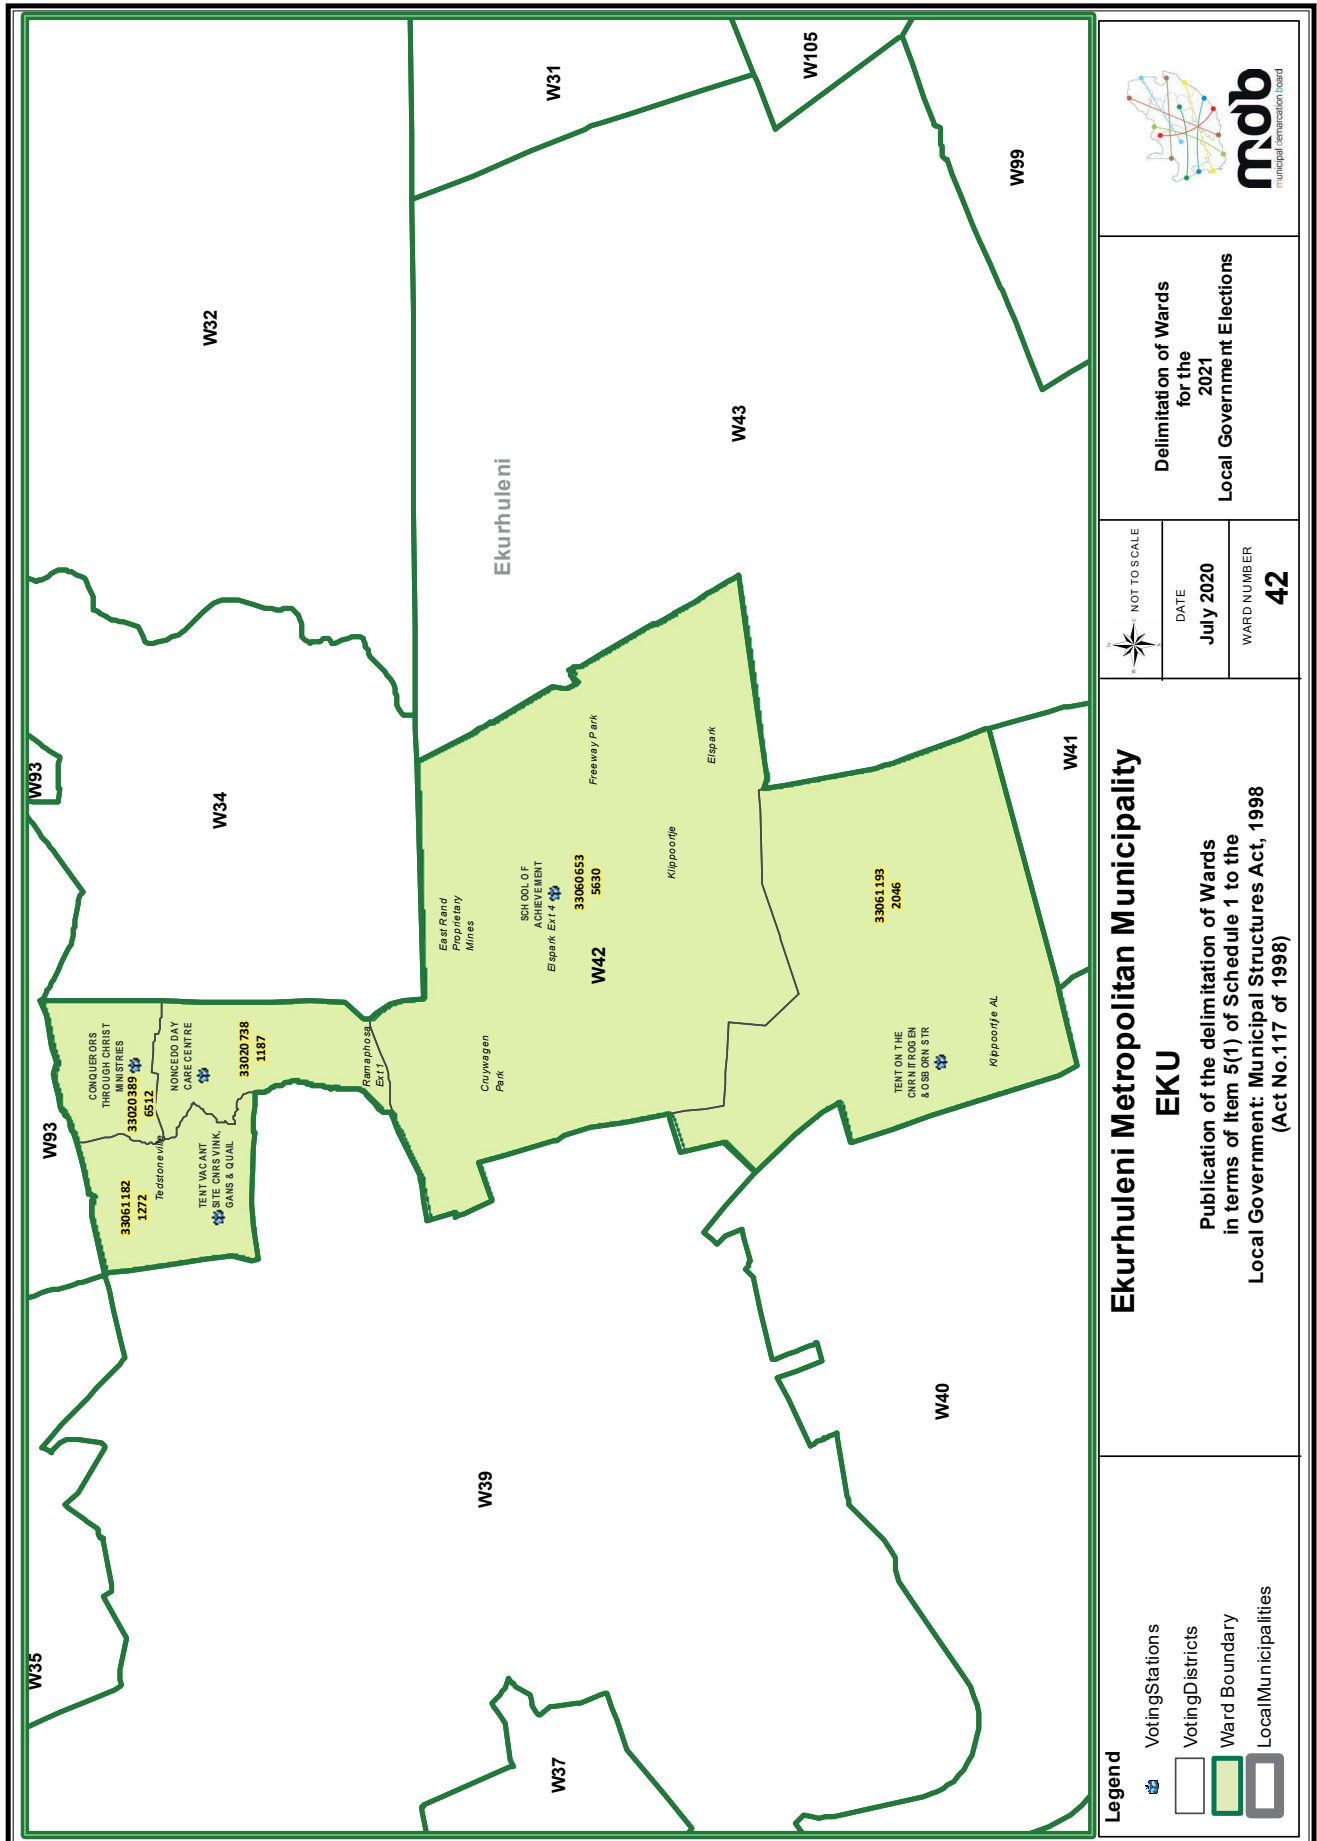 W35
W93
W93
W32
W31
W105
W99
W34
W43
W39
W37
W40
W41
W42
Ekurhuleni
CONQUERORS
THROUGH CHRIST
MINISTRIES
33020389
6512
NONCEDO DAY
CARE CENTRE
33020738
1187
33061182
1272
Tedstoneville
TENT VACANT
SITE CNRS VINK,
GANS & QUAIL
Ramaphosa
Ext 1
Cruywagen
Park
East Rand
Proprietary
Mines
SCHOOL OF
ACHIEVEMENT
Elspark Ext 4
33060653
5630
Freeway Park
Klippoortje
Elspark
33061193
2046
TENT ON THE
CNR NITROGEN
& OSBORN STR
Klippoortje AL
Legend
VotingStations
VotingDistricts
Ward Boundary
LocalMunicipalities
Ekurhuleni Metropolitan Municipality
EKU
Publication of the delimitation of Wards
in terms of Item 5(1) of Schedule 1 to the
Local Government: Municipal Structures Act, 1998
(Act No.117 of 1998)
N
W E
S
NOT TO SCALE
DATE
July 2020
WARD NUMBER
42
Delimitation of Wards
for the
2021
Local Government Elections
mdb
municipal demarcation board